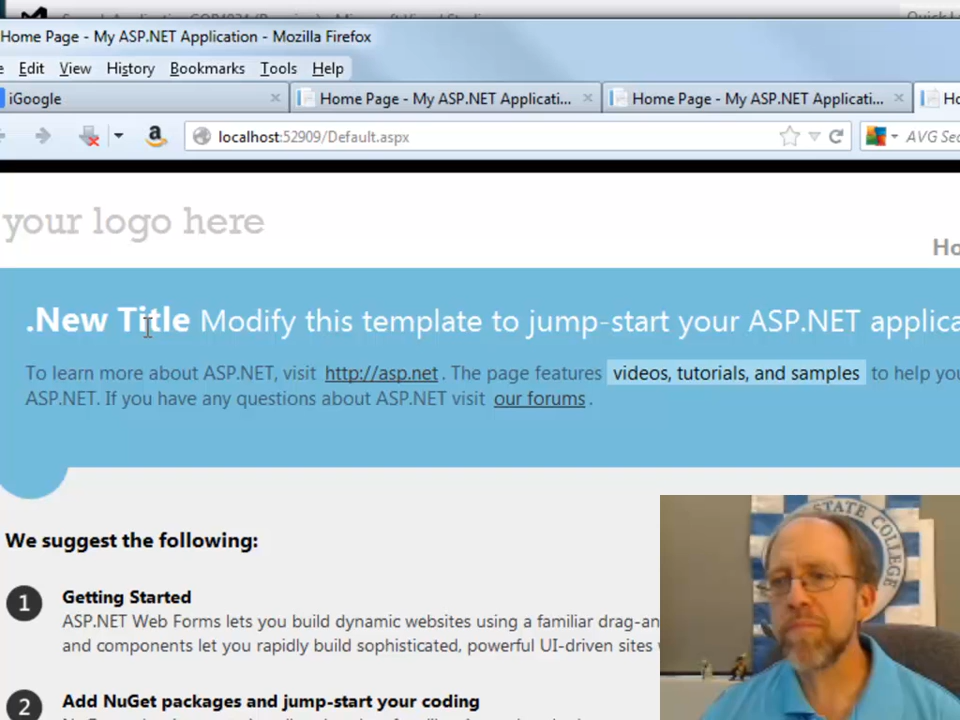 Home Page - My ASP.NET Application - Mozilla Firefox
Edit View History Bookmarks Tools Help
iGoogle
Home Page - My ASP.NET Applicati...
Home Page - My ASP.NET Applicati...
localhost:52909/Default.aspx
AVG Sec
your logo here
Ho
.New Title Modify this template to jump-start your ASP.NET applica
To learn more about ASP.NET, visit http://asp.net. The page features videos, tutorials, and samples to help you
ASP.NET. If you have any questions about ASP.NET visit our forums.
We suggest the following:
1 Getting Started
ASP.NET Web Forms lets you build dynamic websites using a familiar drag-an
and components let you rapidly build sophisticated, powerful UI-driven sites
2 Add NuGet packages and jump-start your coding
STATE COLLEGE